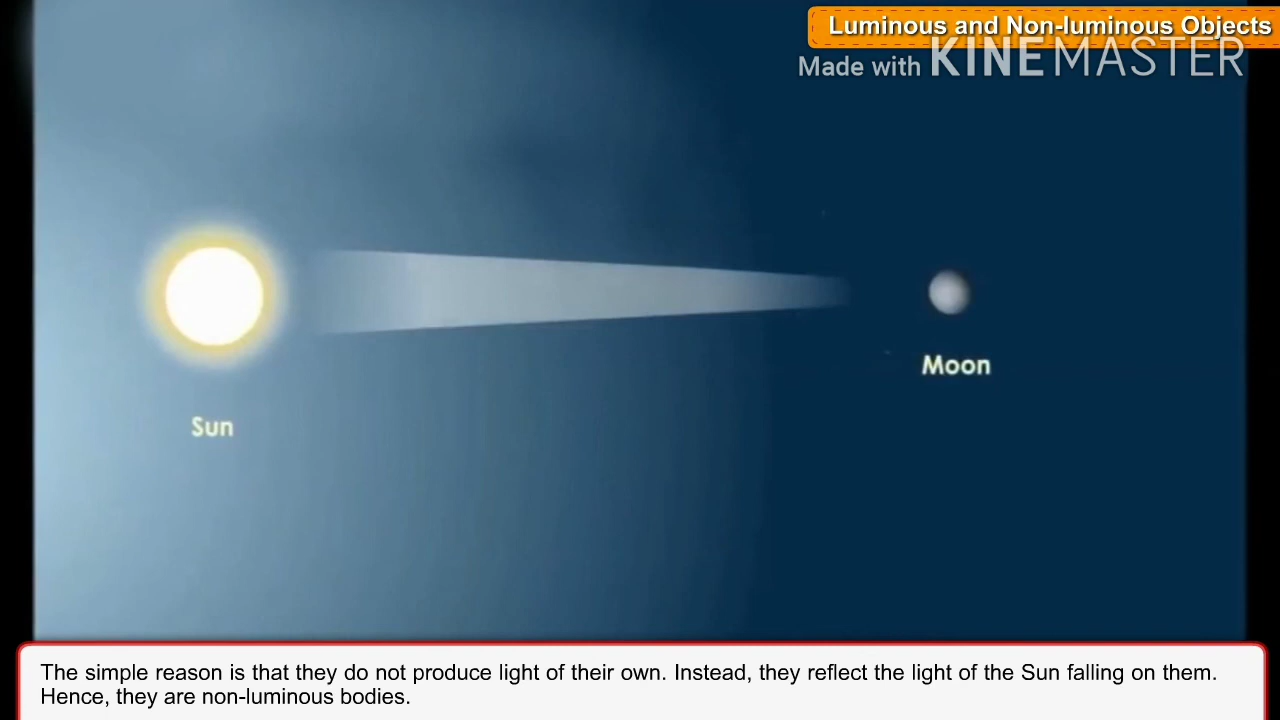 Luminous and Non-luminous Objects
Made with KINEMASTER
Moon
Sun
The simple reason is that they do not produce light of their own. Instead, they reflect the light of the Sun falling on them.
Hence, they are non-luminous bodies.